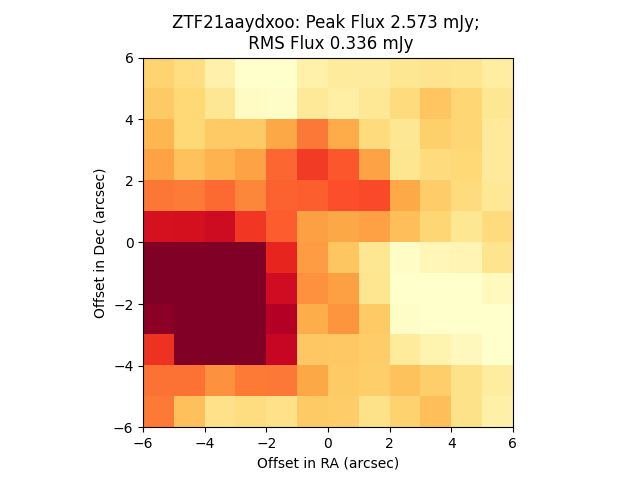 ZTF21aaydxoo: Peak Flux 2.573 mJy;
RMS Flux 0.336 mJy
6
4
2
0
−2
−4
−6
Offset in Dec (arcsec)
−6 −4 −2 0 2 4 6
Offset in RA (arcsec)